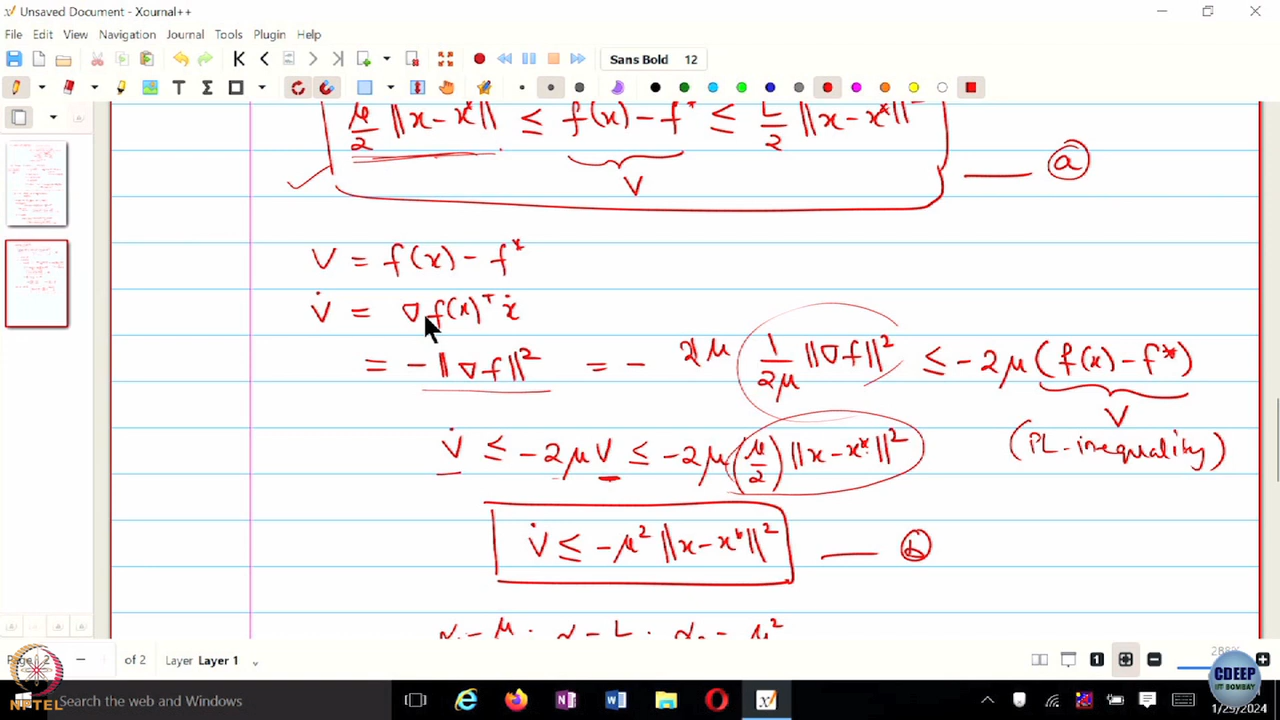 Unsaved Document - Xournal++
File Edit View Navigation Journal Tools Plugin Help
Sans Bold 12
μ/2 ||x-x*|| ≤ f(x)-f* ≤ L/2 ||x-x*||²
V
ⓐ
V = f(x) - f*
V̇ = ∇f(x)ᵀ ẋ
= -||∇f||² = - 2μ 1/2μ ||∇f||² ≤ -2μ (f(x)-f*)
V
(PL-inequality)
V̇ ≤ -2μV ≤ -2μ(μ/2) ||x-x*||²
V̇ ≤ -μ² ||x-x*||² ⓑ
Page 2 of 2 Layer Layer 1
288%
NPTEL
CDEEP
IIT BOMBAY
Search the web and Windows
1/29/2024